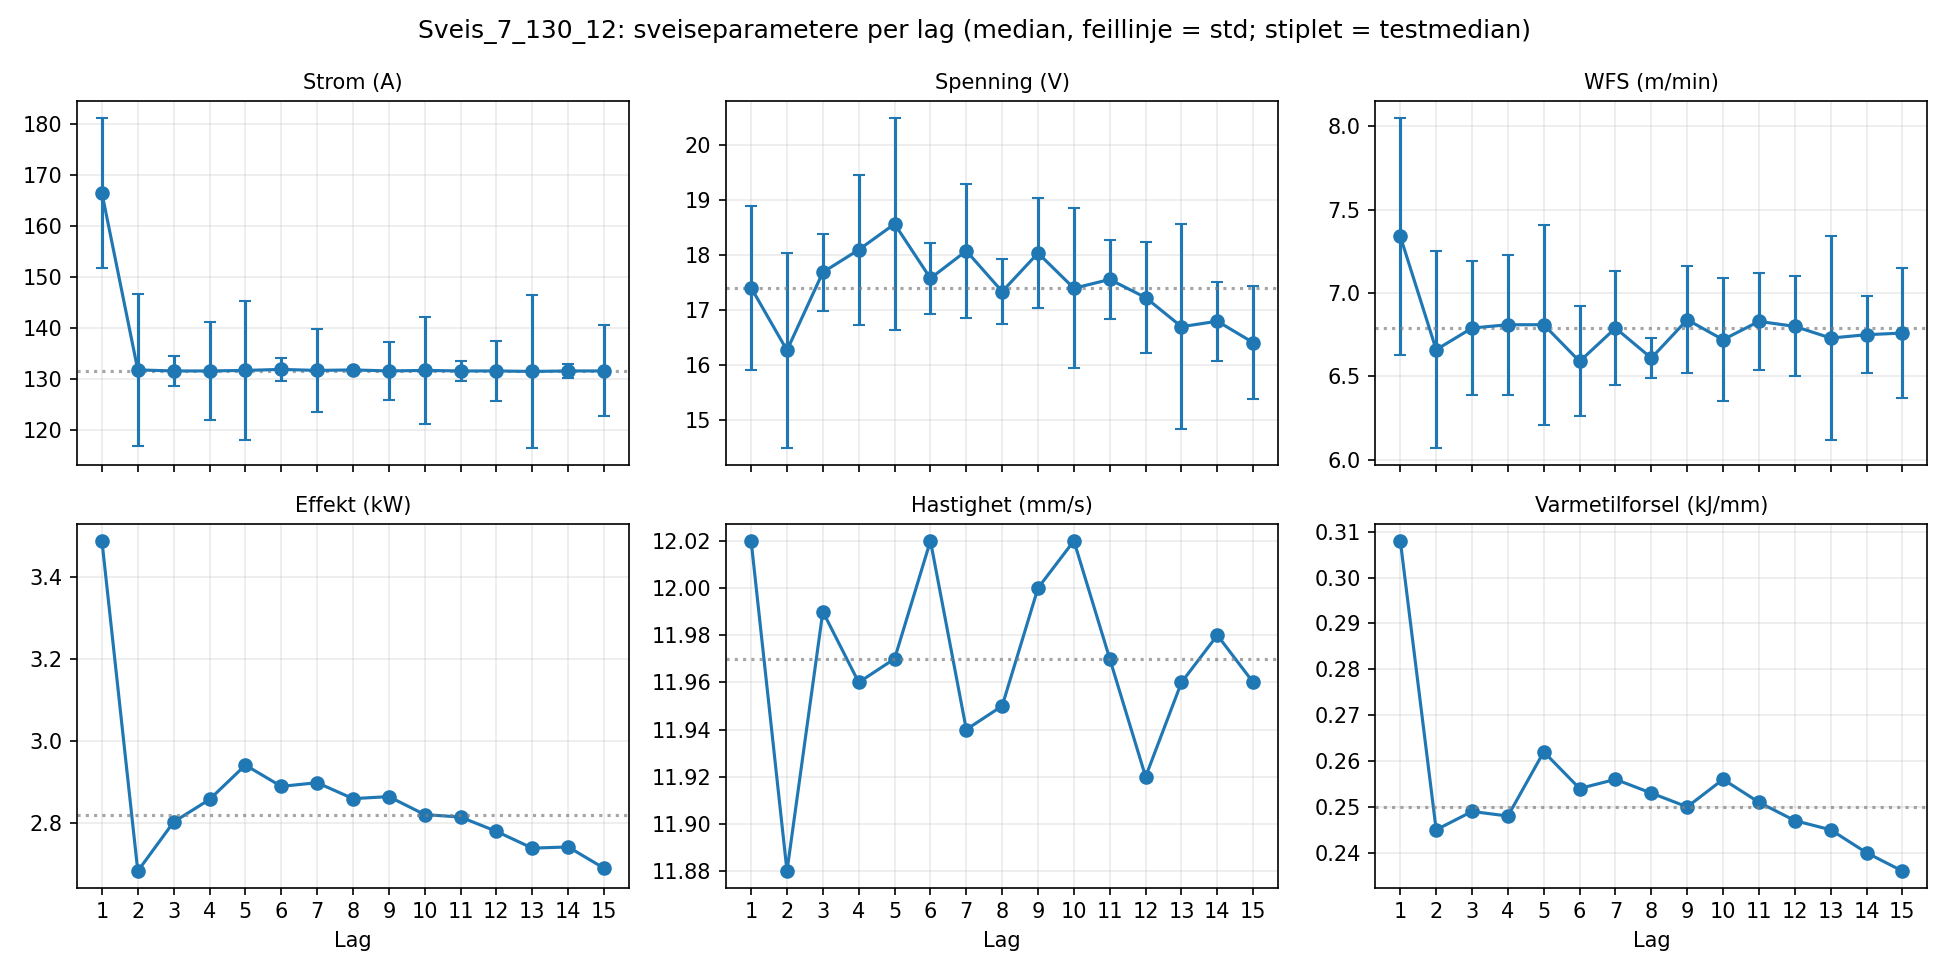 Sveis_7_130_12: sveiseparametere per lag (median, feillinje = std; stiplet = testmedian)
Strom (A)
180
170
160
150
140
130
120
Spenning (V)
20
19
18
17
16
15
WFS (m/min)
8.0
7.5
7.0
6.5
6.0
Effekt (kW)
3.4
3.2
3.0
2.8
1 2 3 4 5 6 7 8 9 10 11 12 13 14 15
Lag
Hastighet (mm/s)
12.02
12.00
11.98
11.96
11.94
11.92
11.90
11.88
1 2 3 4 5 6 7 8 9 10 11 12 13 14 15
Lag
Varmetilforsel (kJ/mm)
0.31
0.30
0.29
0.28
0.27
0.26
0.25
0.24
1 2 3 4 5 6 7 8 9 10 11 12 13 14 15
Lag